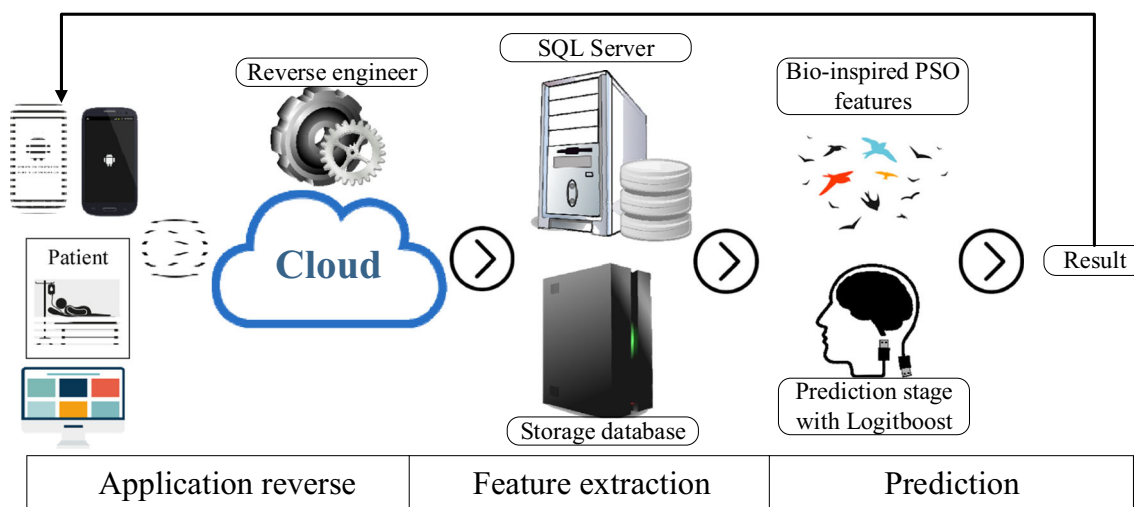 SQL Server
Reverse engineer
Bio-inspired PSO
features
Patient
Cloud
Result
Prediction stage
with Logitboost
Storage database
Application reverse
Feature extraction
Prediction